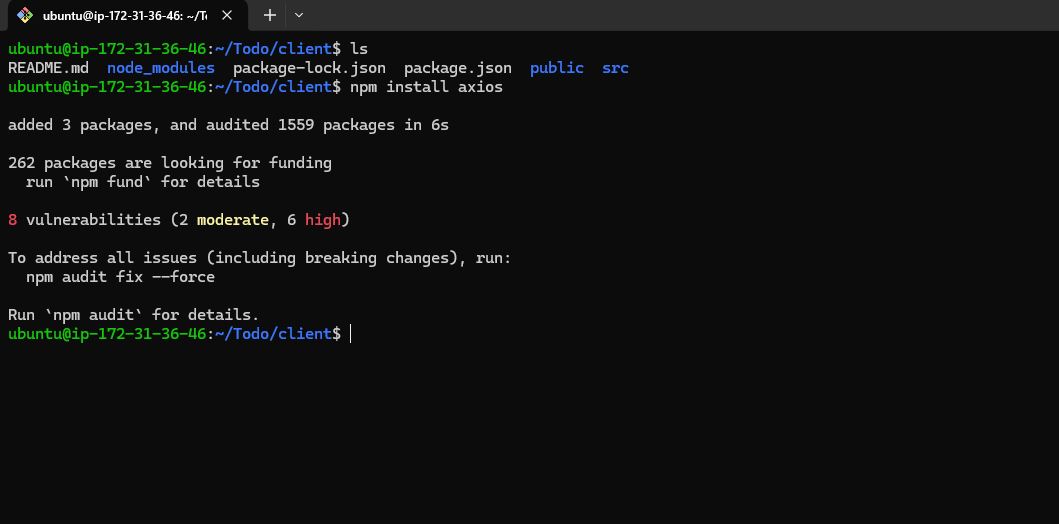 ubuntu@ip-172-31-36-46: ~/To
ubuntu@ip-172-31-36-46:~/Todo/client$ ls
README.md  node_modules  package-lock.json  package.json  public  src
ubuntu@ip-172-31-36-46:~/Todo/client$ npm install axios
added 3 packages, and audited 1559 packages in 6s
262 packages are looking for funding
  run `npm fund` for details
8 vulnerabilities (2 moderate, 6 high)
To address all issues (including breaking changes), run:
  npm audit fix --force
Run `npm audit` for details.
ubuntu@ip-172-31-36-46:~/Todo/client$